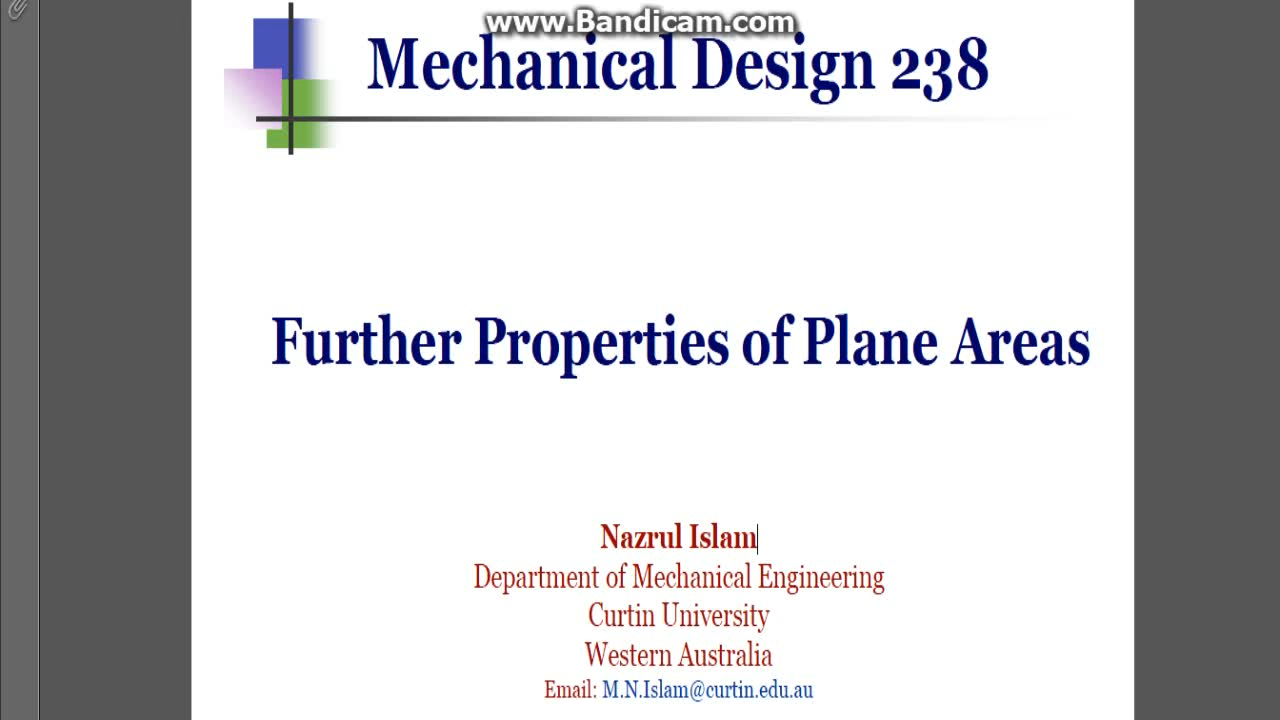 www.Bandicam.com
Mechanical Design 238
Further Properties of Plane Areas
Nazrul Islam
Department of Mechanical Engineering
Curtin University
Western Australia
Email: M.N.Islam@curtin.edu.au